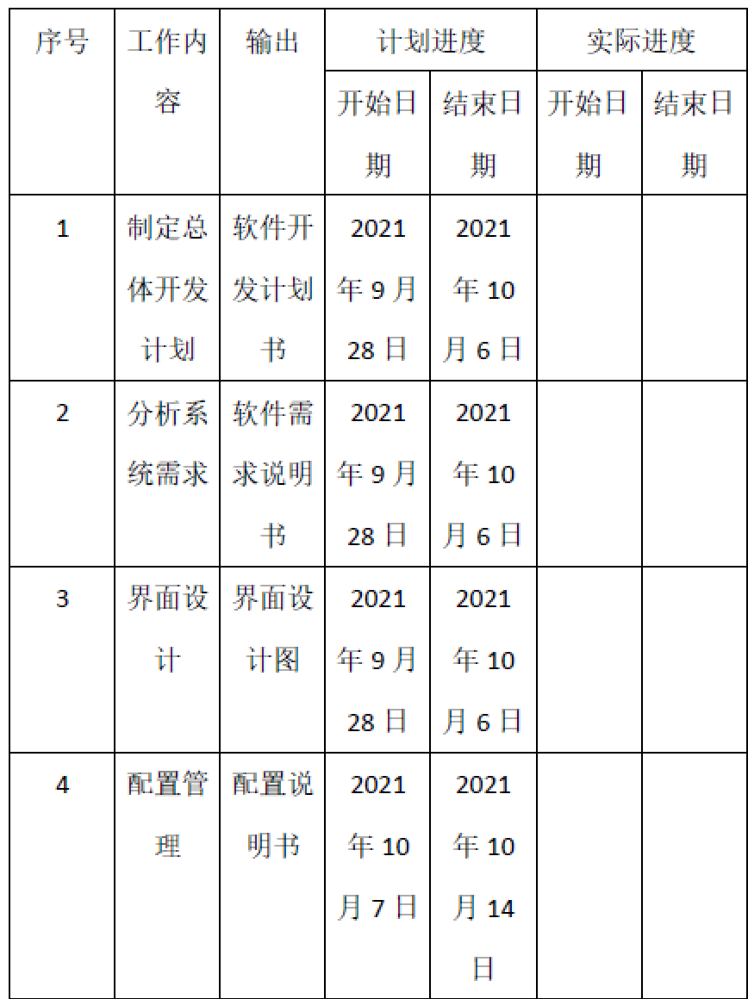 序号 工作内容 输出 计划进度 实际进度
开始日期 结束日期 开始日期 结束日期
1 制定总体开发计划 软件开发计划书 2021年9月28日 2021年10月6日
2 分析系统需求 软件需求说明书 2021年9月28日 2021年10月6日
3 界面设计 界面设计图 2021年9月28日 2021年10月6日
4 配置管理 配置说明书 2021年10月7日 2021年10月14日